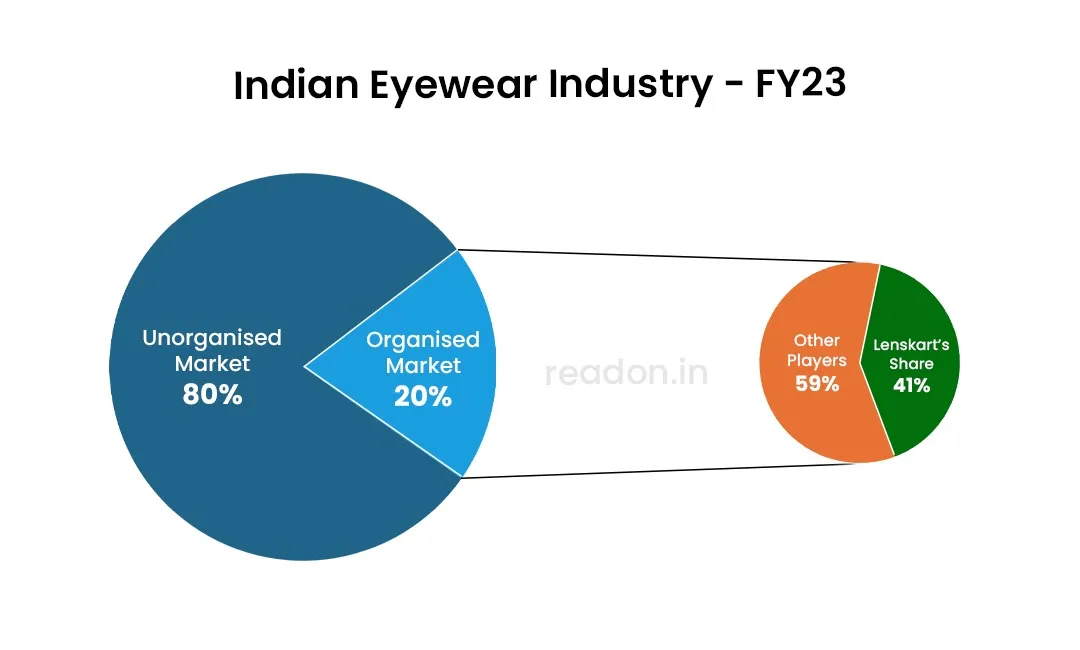 Indian Eyewear Industry - FY23
Unorganised
Market
80%
Organised
Market
20%
readon.in
Other
Players
59%
Lenskart's
Share
41%